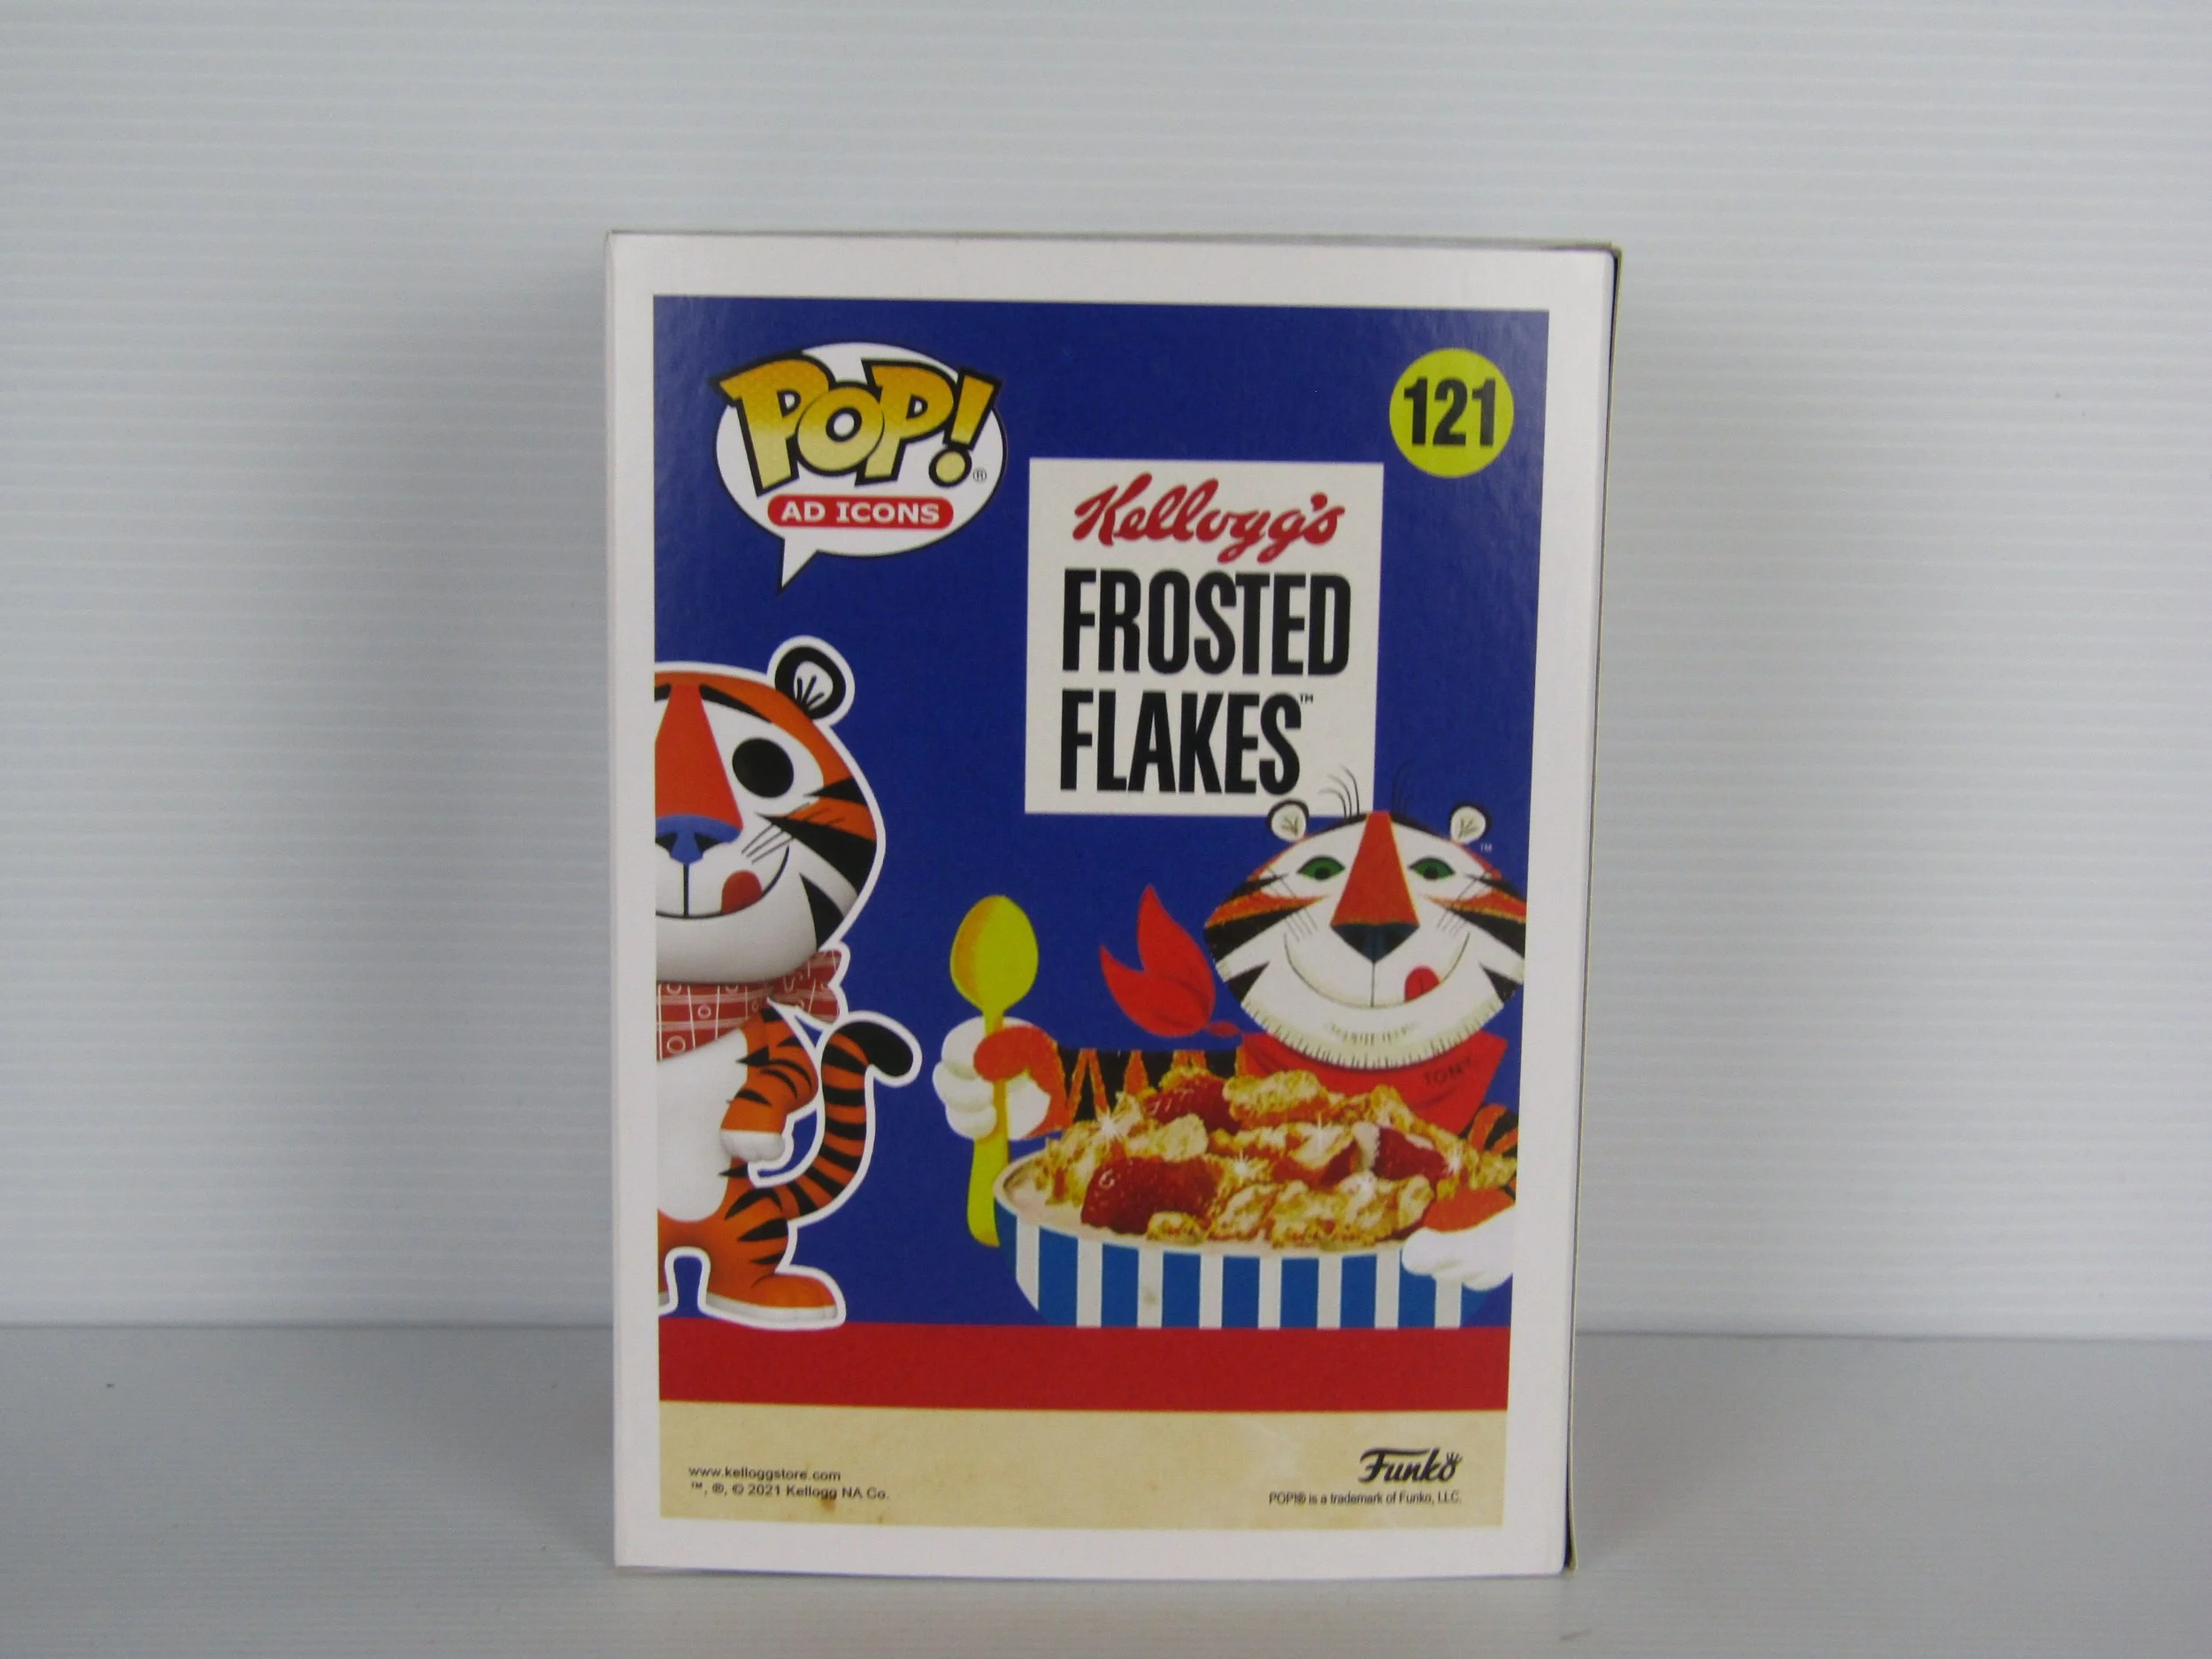 POP!®
AD ICONS
121
Kellogg's
FROSTED
FLAKES™
™
TONY
www.kelloggstore.com
™, ®, © 2021 Kellogg NA Co.
Funko
POP!® is a trademark of Funko, LLC.